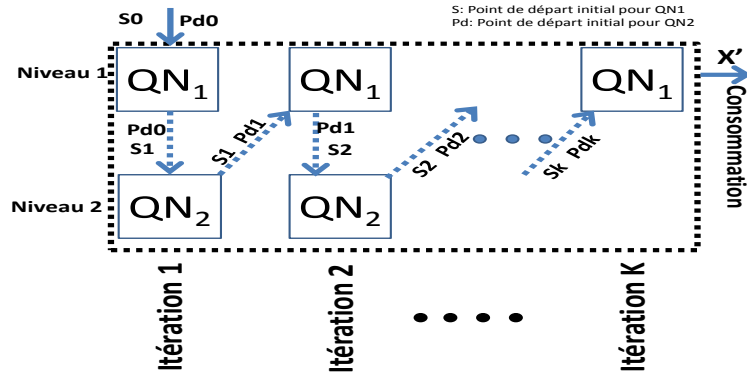 S: Point de départ initial pour QN1
Pd: Point de départ initial pour QN2
S0 Pd0
Niveau 1
QN1
QN1
QN1
x'
Consommation
Pd0
S1
S1 Pd1
Pd1
S2
S2 Pd2
Sk Pdk
Niveau 2
QN2
QN2
Itération 1
Itération 2
Itération K